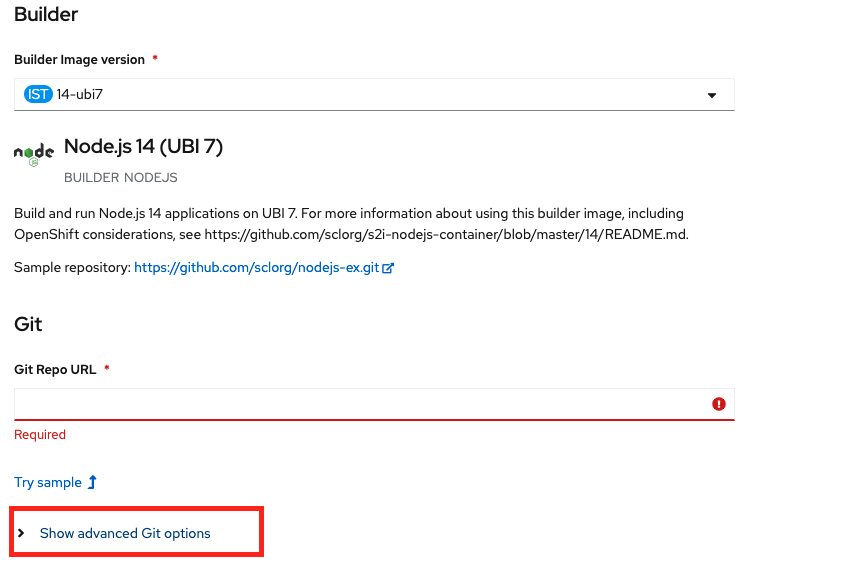 Builder
Builder Image version *
IST 14-ubi7
node
JS
Node.js 14 (UBI 7)
BUILDER NODEJS
Build and run Node.js 14 applications on UBI 7. For more information about using this builder image, including
OpenShift considerations, see https://github.com/sclorg/s2i-nodejs-container/blob/master/14/README.md.
Sample repository: https://github.com/sclorg/nodejs-ex.git
Git
Git Repo URL *
Required
Try sample
Show advanced Git options